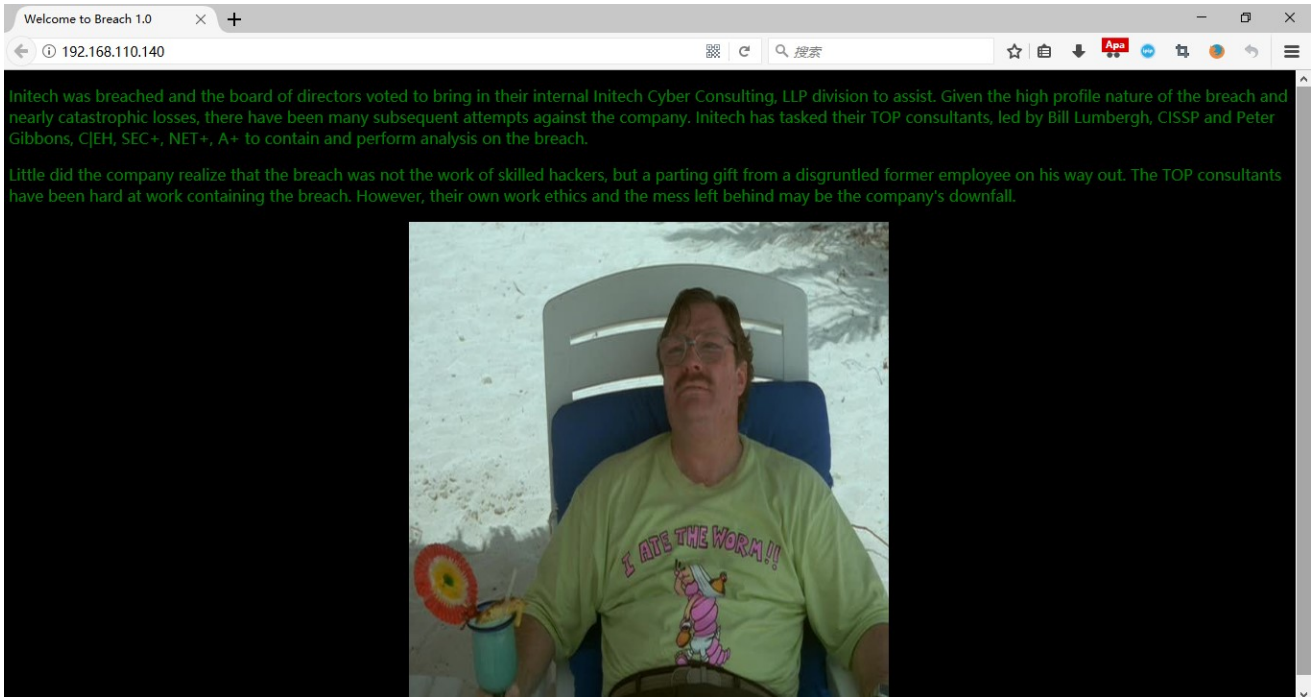 Welcome to Breach 1.0
192.168.110.140
搜索
Apa
Initech was breached and the board of directors voted to bring in their internal Initech Cyber Consulting, LLP division to assist. Given the high profile nature of the breach and
nearly catastrophic losses, there have been many subsequent attempts against the company. Initech has tasked their TOP consultants, led by Bill Lumbergh, CISSP and Peter
Gibbons, C|EH, SEC+, NET+, A+ to contain and perform analysis on the breach.
Little did the company realize that the breach was not the work of skilled hackers, but a parting gift from a disgruntled former employee on his way out. The TOP consultants
have been hard at work containing the breach. However, their own work ethics and the mess left behind may be the company's downfall.
I ATE THE WORM!!